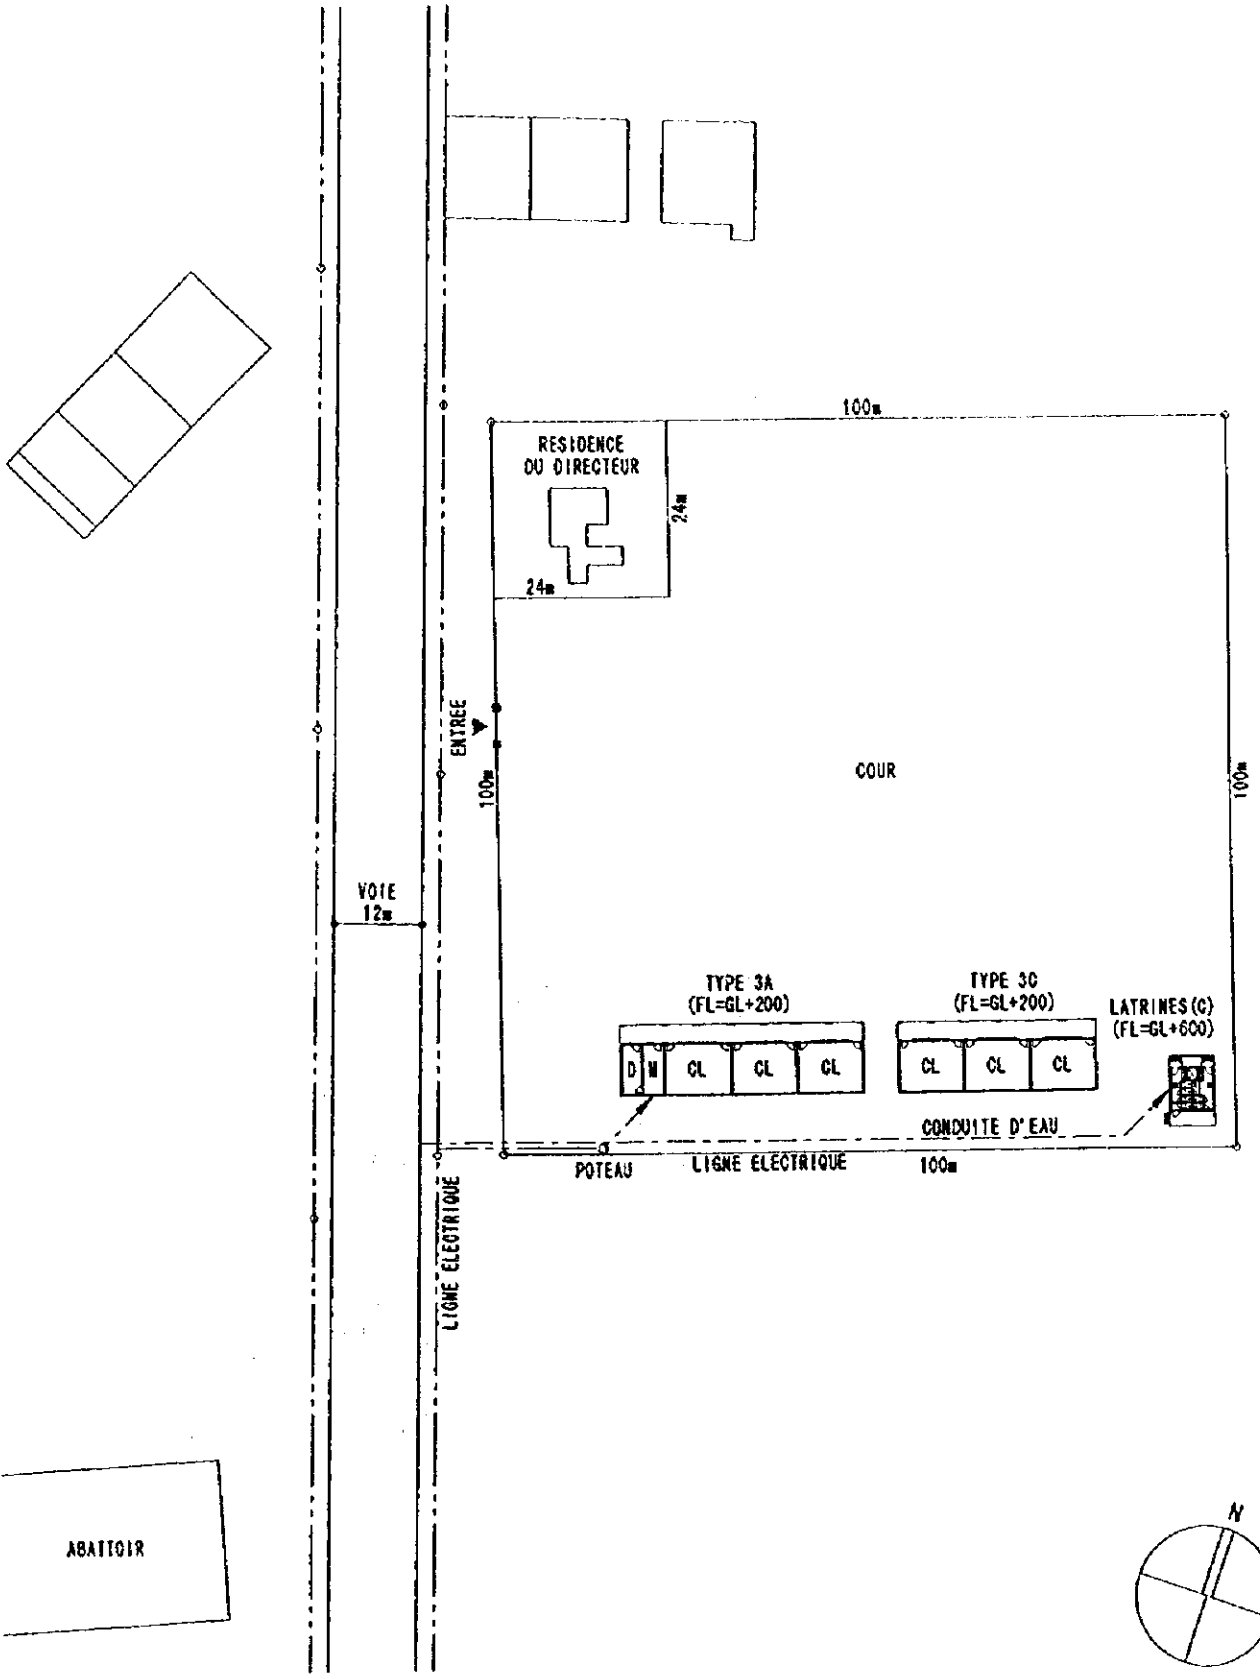 100m
RESIDENCE
DU DIRECTEUR
24m
24m
ENTREE
100m
COUR
100m
VOIE
12m
TYPE 3A
(FL=GL+200)
TYPE 3C
(FL=GL+200)
LATRINES(C)
(FL=GL+600)
D M CL CL CL
CL CL CL
CONDUITE D'EAU
POTEAU
LIGNE ELECTRIQUE
100m
LIGNE ELECTRIQUE
ABATTOIR
N